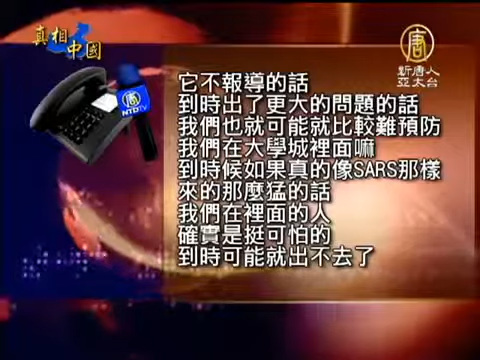 真相中國
唐
新唐人
亞太台
NTDTV
它不報導的話
到時出了更大的問題的話
我們也就可能就比較難預防
我們在大學城裡面嘛
到時候如果真的像SARS那樣
來的那麼猛的話
我們在裡面的人
確實是挺可怕的
到時可能就出不去了